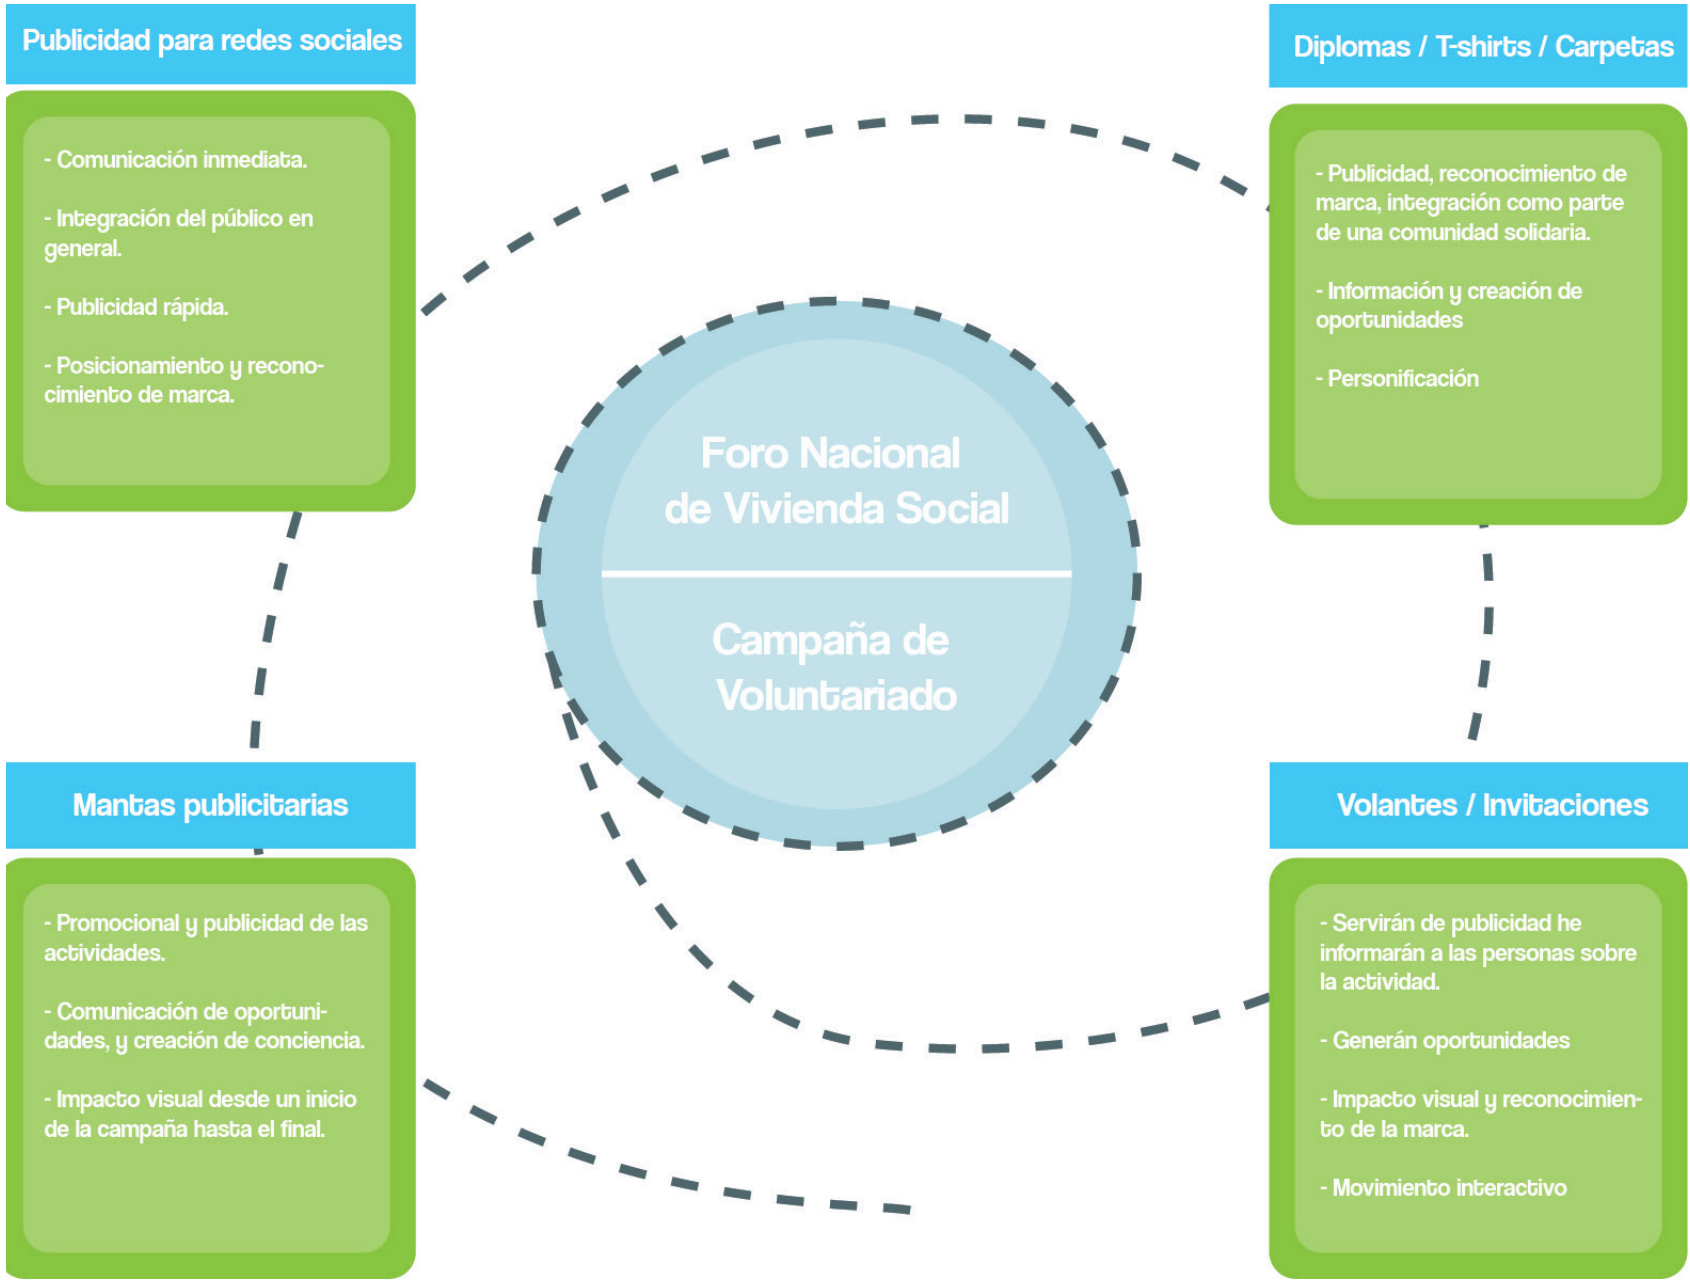 Publicidad para redes sociales
- Comunicación inmediata.
- Integración del público en
general.
- Publicidad rápida.
- Posicionamiento y recono-
cimiento de marca.
Diplomas / T-shirts / Carpetas
- Publicidad, reconocimiento de
marca, integración como parte
de una comunidad solidaria.
- Información y creación de
oportunidades
- Personificación
Foro Nacional
de Vivienda Social
Campaña de
Voluntariado
Mantas publicitarias
- Promocional y publicidad de las
actividades.
- Comunicación de oportuni-
dades, y creación de conciencia.
- Impacto visual desde un inicio
de la campaña hasta el final.
Volantes / Invitaciones
- Servirán de publicidad he
informarán a las personas sobre
la actividad.
- Generán oportunidades
- Impacto visual y reconocimien-
to de la marca.
- Movimiento interactivo